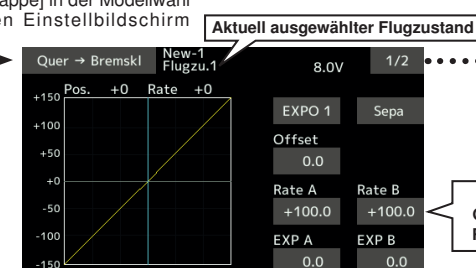 [...] in der Modellwahl
Einstellbildschirm
Aktuell ausgewählter Flugzustand
Quer → Bremskl
New-1
Flugzu.1
8.0V
1/2
Pos. +0 Rate +0
+150
+100
+50
+0
-50
-100
-150
EXPO 1
Sepa
Offset
0.0
Rate A
Rate B
+100.0
+100.0
EXP A
EXP B
0.0
0.0